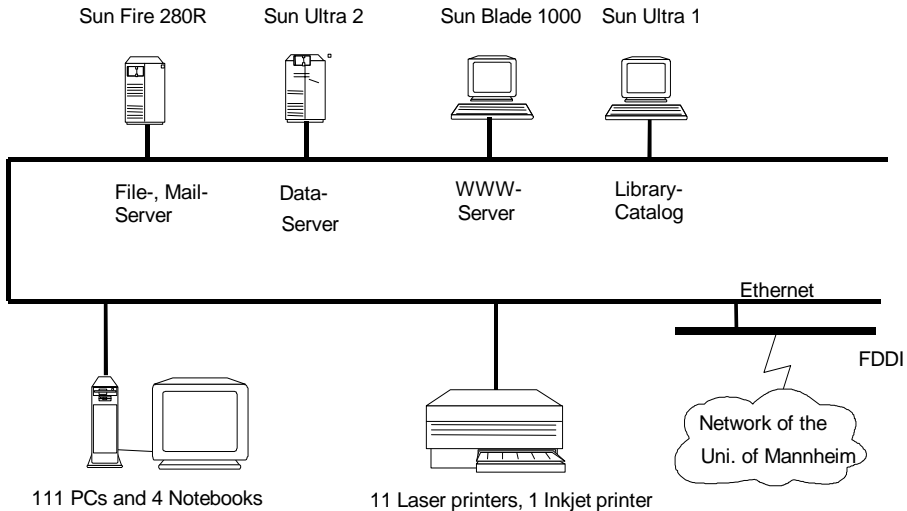 Sun Fire 280R
Sun Ultra 2
Sun Blade 1000
Sun Ultra 1
File-, Mail-
Server
Data-
Server
WWW-
Server
Library-
Catalog
Ethernet
FDDI
Network of the
Uni. of Mannheim
111 PCs and 4 Notebooks
11 Laser printers, 1 Inkjet printer